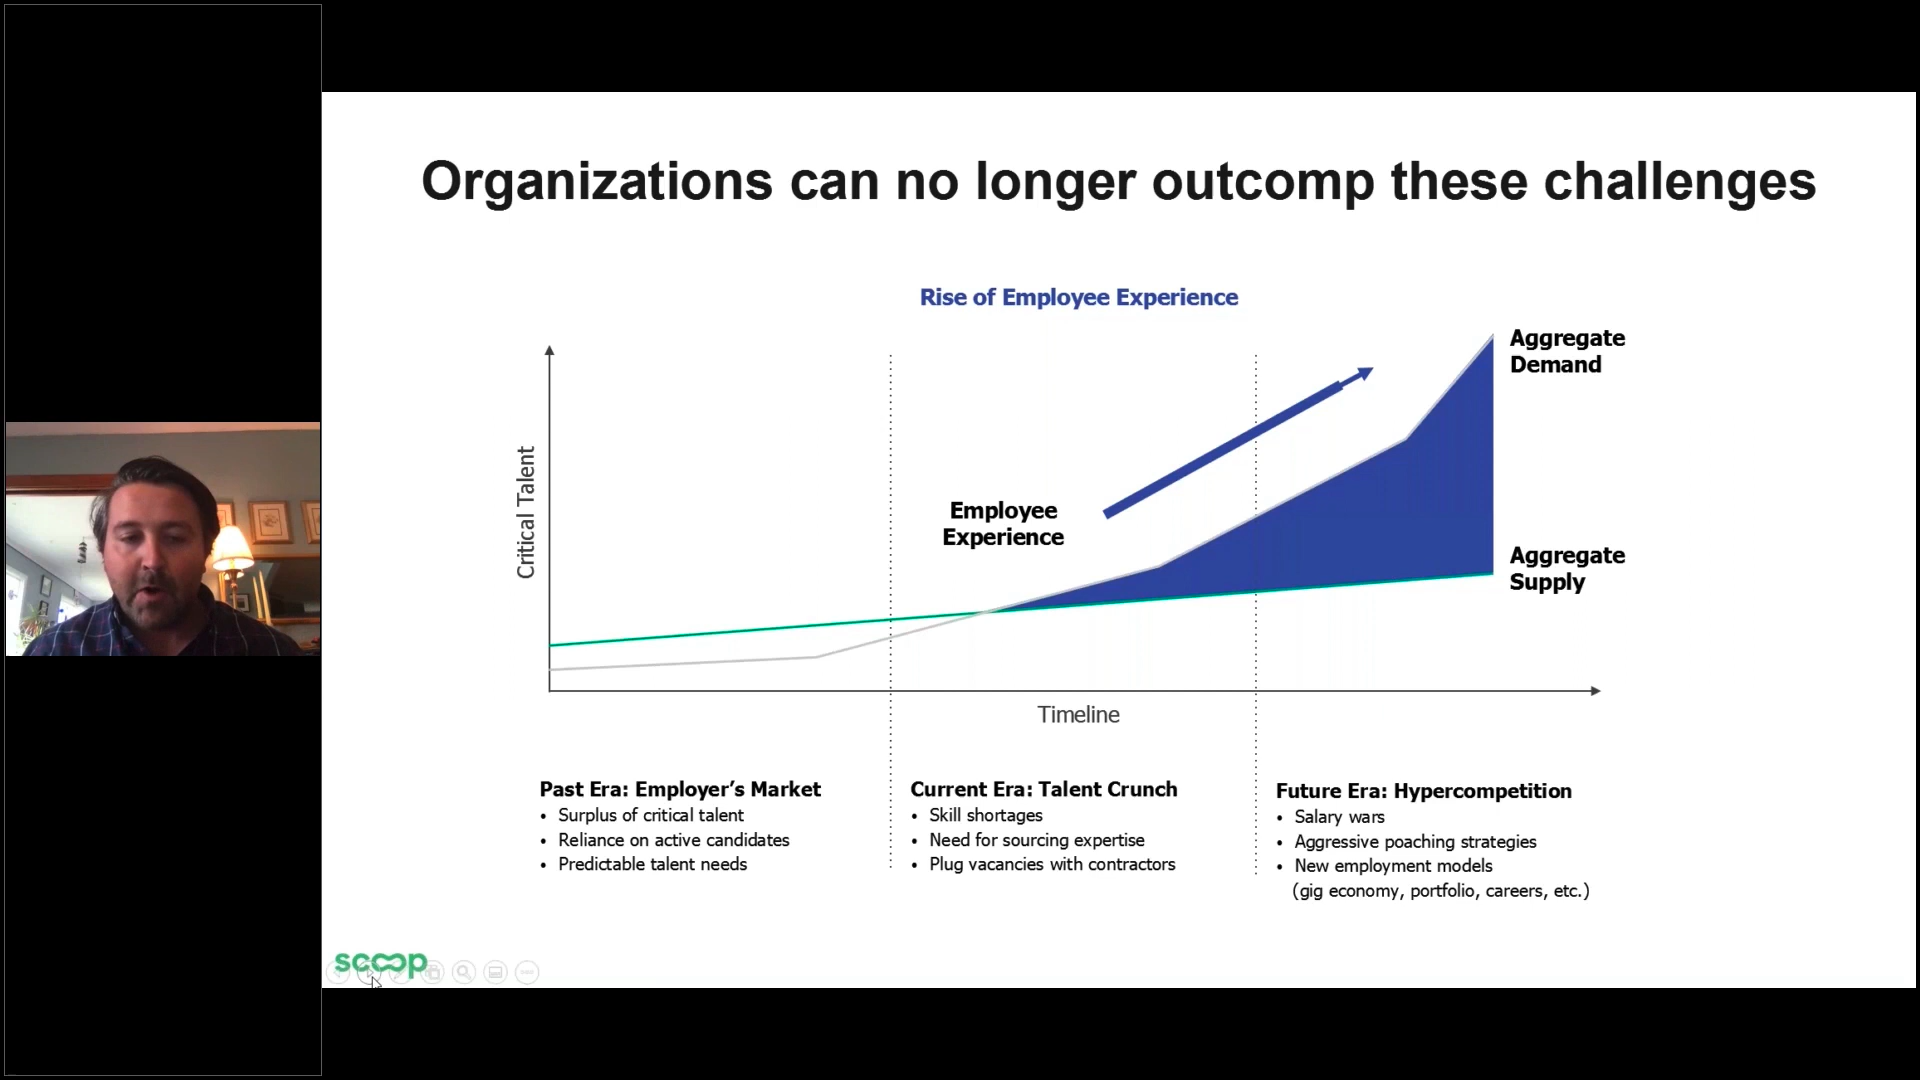 Organizations can no longer outcomp these challenges
Rise of Employee Experience
Aggregate
Demand
Critical Talent
Employee
Experience
Aggregate
Supply
Timeline
Past Era: Employer’s Market
• Surplus of critical talent
• Reliance on active candidates
• Predictable talent needs
Current Era: Talent Crunch
• Skill shortages
• Need for sourcing expertise
• Plug vacancies with contractors
Future Era: Hypercompetition
• Salary wars
• Aggressive poaching strategies
• New employment models
(gig economy, portfolio, careers, etc.)
scoop